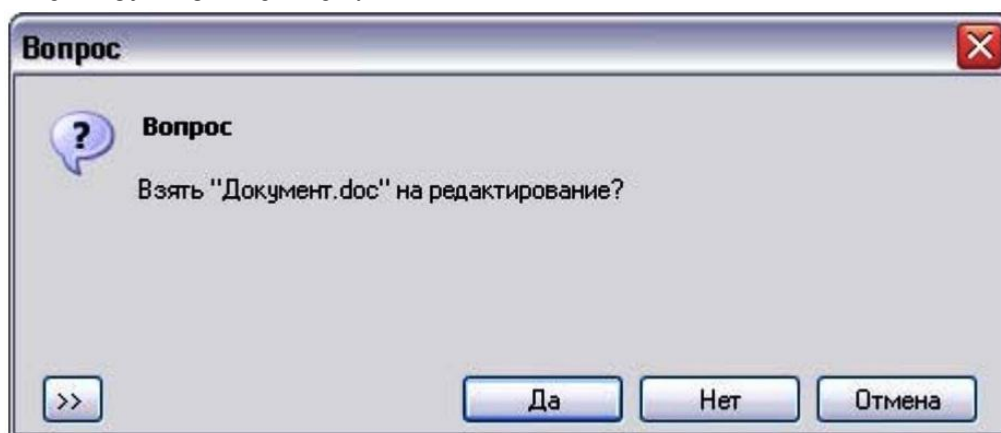 Вопрос
Вопрос
Взять "Документ.doc" на редактирование?
>>
Да
Нет
Отмена